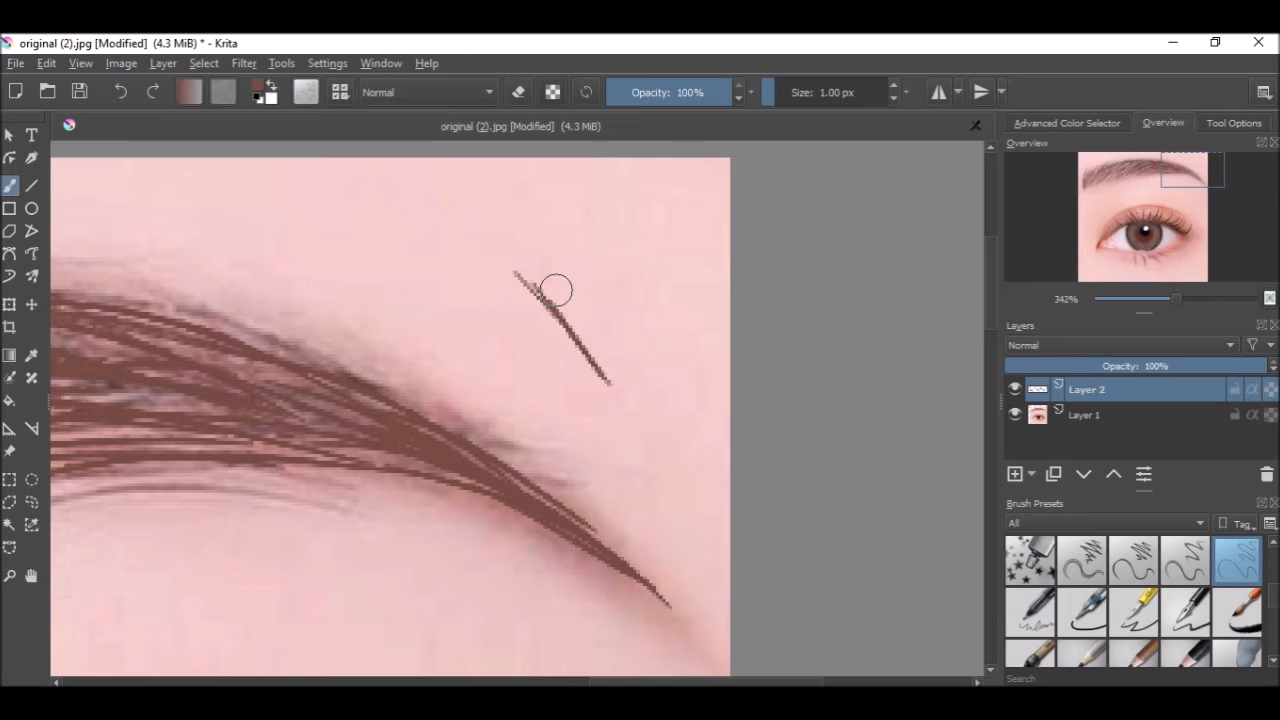 original (2).jpg [Modified] (4.3 MiB) * - Krita
File Edit View Image Layer Select Filter Tools Settings Window Help
Normal Opacity: 100% Size: 1.00 px
original (2).jpg [Modified] (4.3 MiB)
Advanced Color Selector Overview Tool Options
Overview
342%
Layers
Normal
Opacity: 100%
Layer 2
Layer 1
Brush Presets
All Tag
Search